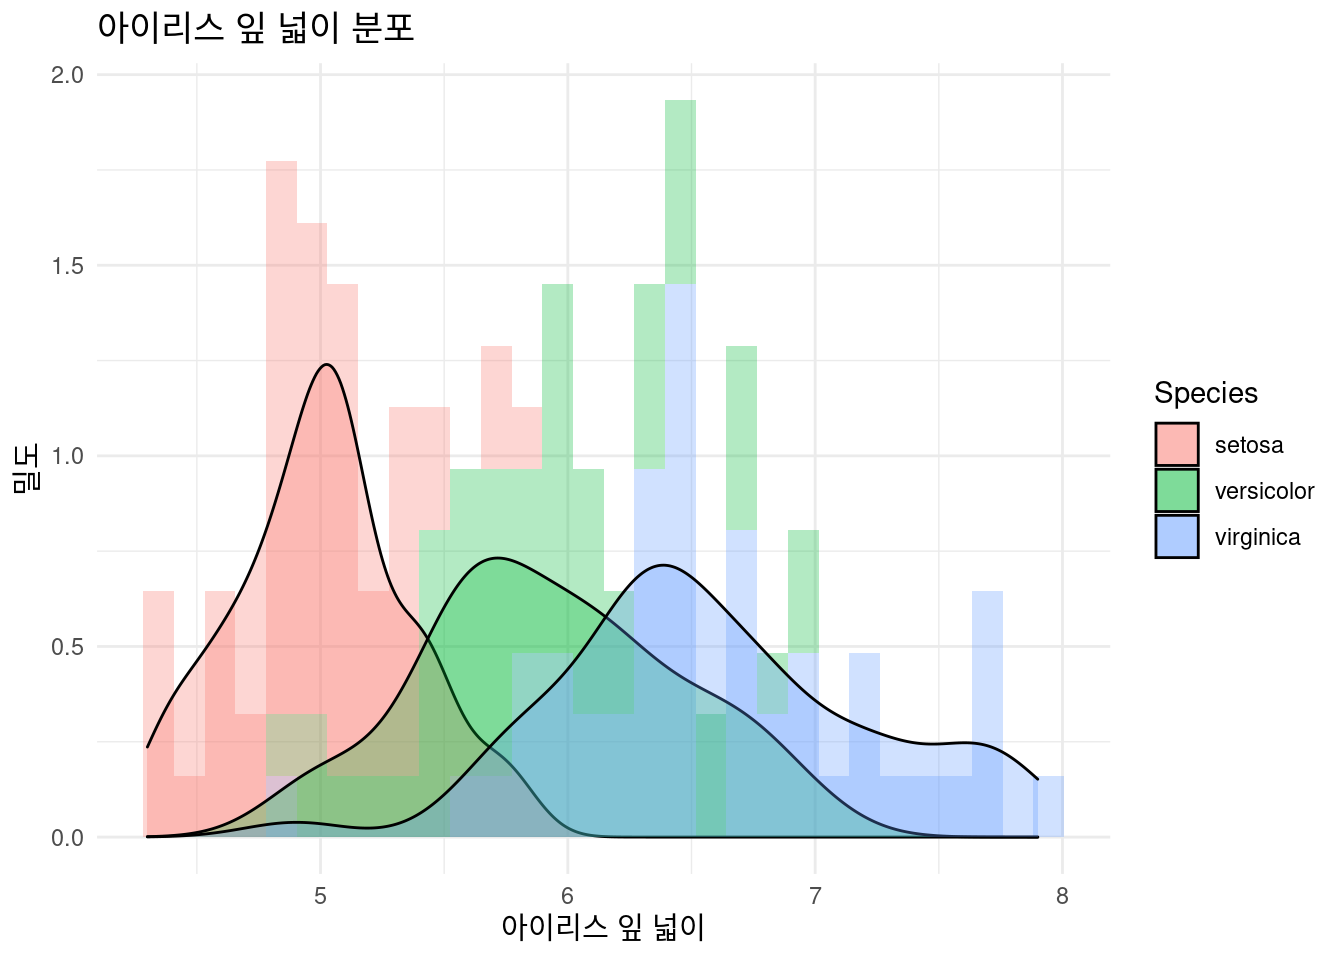 아이리스 잎 넓이 분포
밀도
2.0
1.5
1.0
0.5
0.0
5
6
7
8
아이리스 잎 넓이
Species
setosa
versicolor
virginica